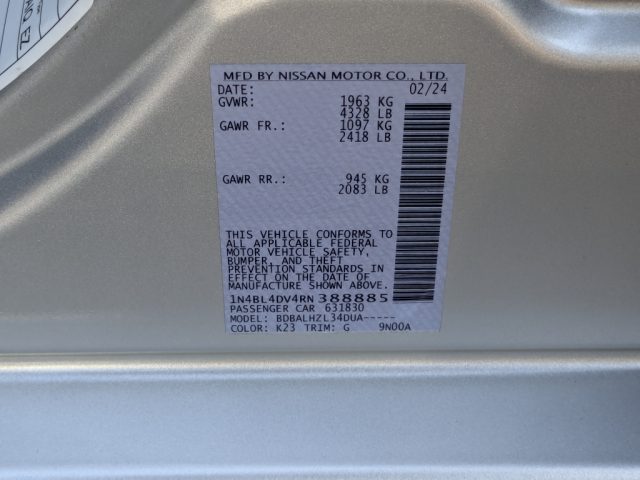 MFD BY NISSAN MOTOR CO., LTD.
DATE: 02/24
GVWR: 1963 KG
4328 LB
GAWR FR.: 1097 KG
2418 LB
GAWR RR.: 945 KG
2083 LB
THIS VEHICLE CONFORMS TO
ALL APPLICABLE FEDERAL
MOTOR VEHICLE SAFETY,
BUMPER, AND THEFT
PREVENTION STANDARDS IN
EFFECT ON THE DATE OF
MANUFACTURE SHOWN ABOVE.
1N4BL4DV4RN388885
PASSENGER CAR 631830
MODEL: BDBALHZL34DUA-----
COLOR: K23 TRIM: G 9N00A